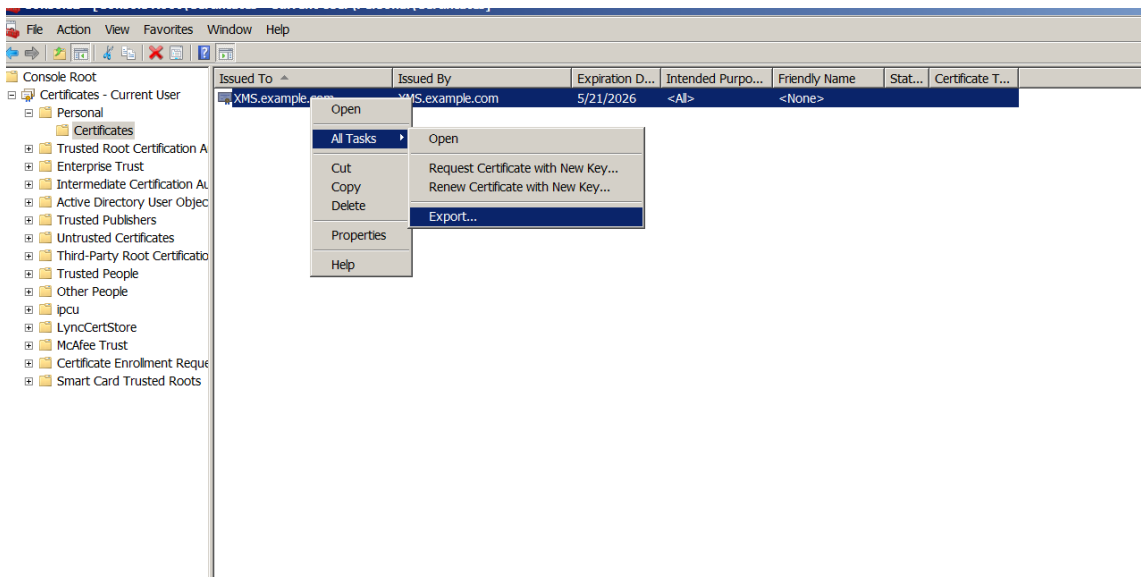 File Action View Favorites Window Help
Console Root
Certificates - Current User
Personal
Certificates
Trusted Root Certification A
Enterprise Trust
Intermediate Certification Au
Active Directory User Objec
Trusted Publishers
Untrusted Certificates
Third-Party Root Certificatio
Trusted People
Other People
ipcu
LyncCertStore
McAfee Trust
Certificate Enrollment Reque
Smart Card Trusted Roots
Issued To Issued By Expiration D... Intended Purpo... Friendly Name Stat... Certificate T...
XMS.example.com XMS.example.com 5/21/2026 <All> <None>
Open
All Tasks
Cut
Copy
Delete
Properties
Help
Open
Request Certificate with New Key...
Renew Certificate with New Key...
Export...